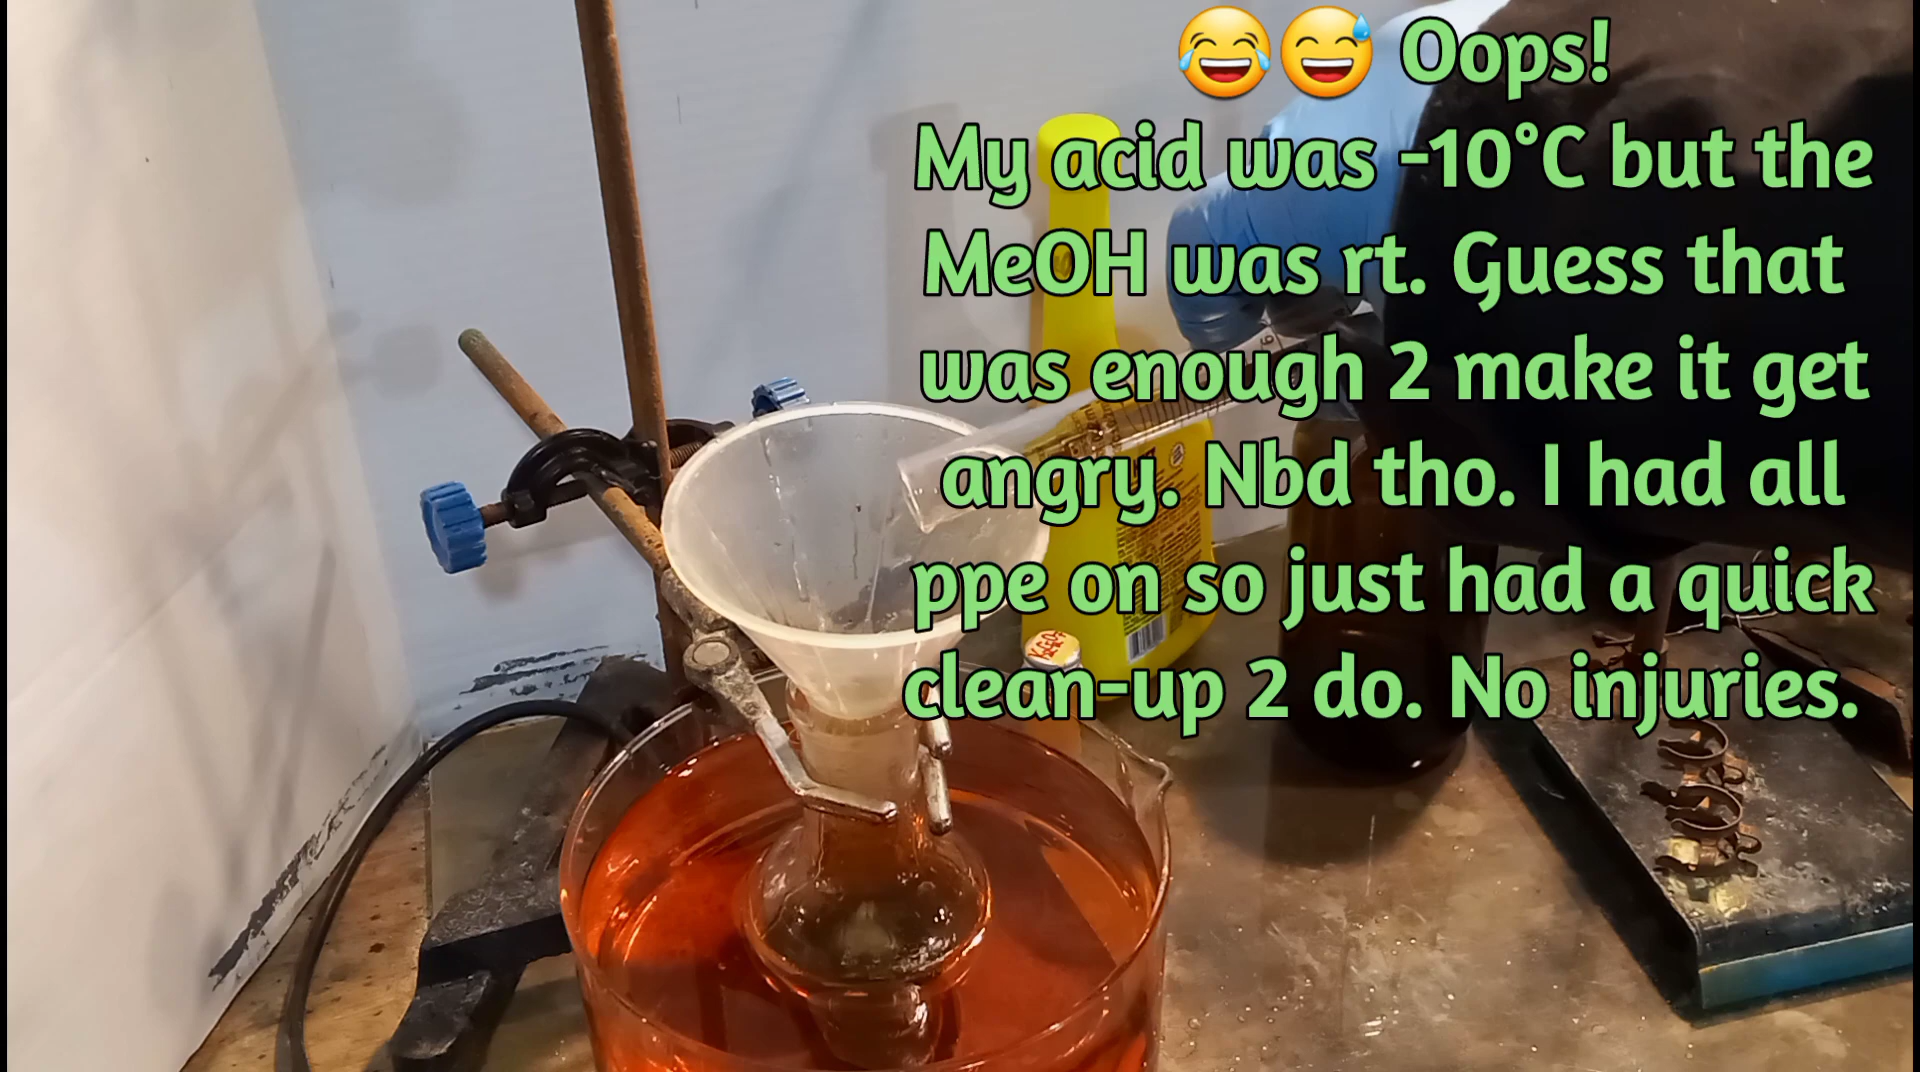 😂😅 Oops!
My acid was -10°C but the
MeOH was rt. Guess that
was enough 2 make it get
angry. Nbd tho. I had all
ppe on so just had a quick
clean-up 2 do. No injuries.